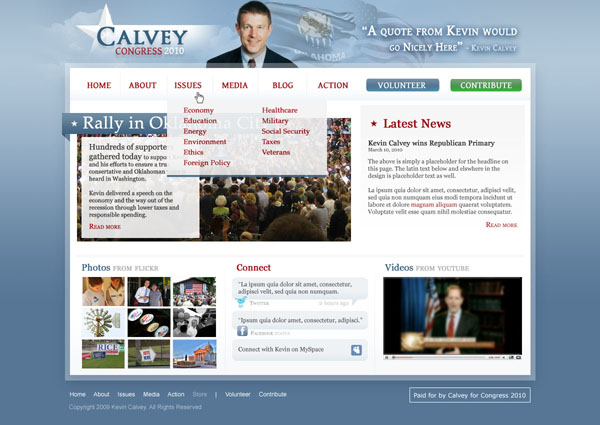 CALVEY
CONGRESS 2010
“A QUOTE FROM KEVIN WOULD
GO NICELY HERE” - KEVIN CALVEY
OKLAHOMA
HOME ABOUT ISSUES MEDIA BLOG ACTION VOLUNTEER CONTRIBUTE
Economy
Education
Energy
Environment
Ethics
Foreign Policy
Healthcare
Military
Social Security
Taxes
Veterans
Rally in Oklahoma City
Hundreds of supporte
gathered today to suppo
and his efforts to ensure a tra
consertative and Oklahoman
heard in Washington.
Kevin delivered a speech on the
economy and the way out of the
recession through lower taxes and
responsible spending.
READ MORE
Latest News
Kevin Calvey wins Republican Primary
March 10, 2010
The above is simply a placeholder for the headline on
this page. The latin text below and elsewhere in the
design is placeholder text as well.
La ipsum quia dolor sit amet, consectetur, adipisci velit,
sed quia non numquam eius modi tempora incidunt ut
labore et dolore magnam aliquam quaerat voluptatem.
Voluptate velit esse quam nihil molestiae consequatur.
READ MORE
Photos FROM FLICKR
RICE
Connect
“La ipsum quia dolor sit amet, consectetur,
adipisci velit, sed quia non numquam.
TWITTER 2 hours ago
“Ipsum quia dolor amet, consectetur, adipisci.”
FACEBOOK STATUS
Connect with Kevin on MySpace
Videos FROM YOUTUBE
Home About Issues Media Action Store | Volunteer Contribute
Copyright 2009 Kevin Calvey. All Rights Reserved
Paid for by Calvey for Congress 2010